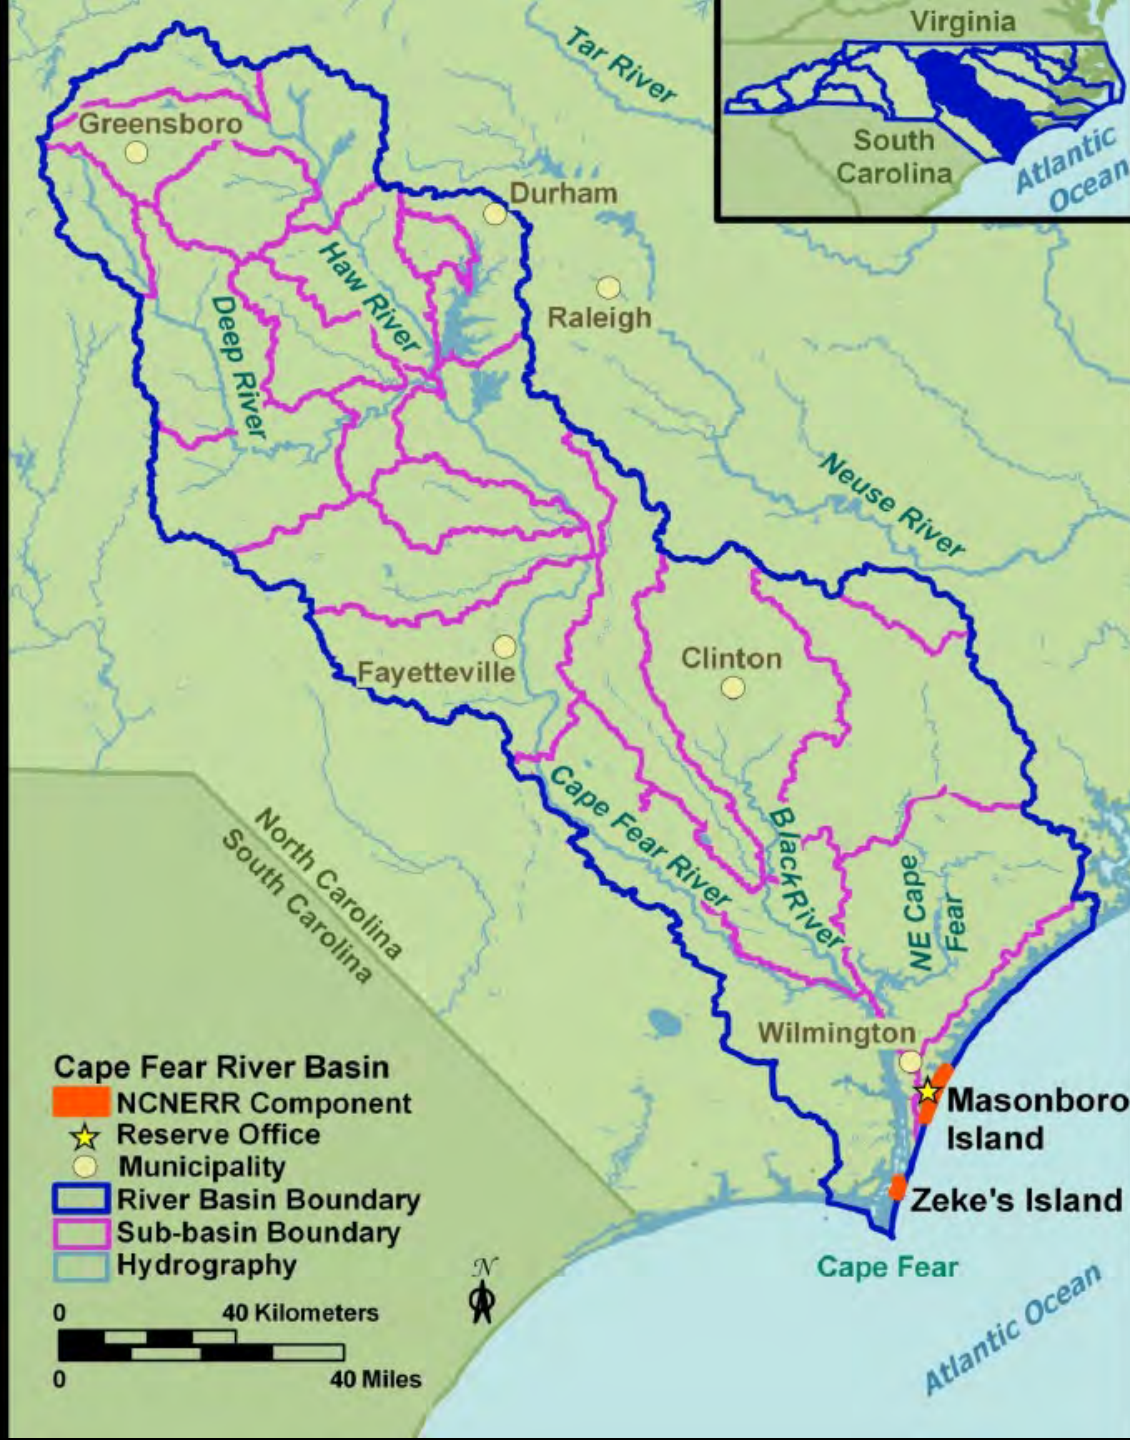 Virginia
South
Carolina
Atlantic
Ocean
Tar River
Greensboro
Durham
Haw River
Deep River
Raleigh
Neuse River
Fayetteville
Clinton
Cape Fear River
Black River
NE Cape
Fear
North Carolina
South Carolina
Wilmington
Masonboro
Island
Zeke's Island
Cape Fear
Atlantic Ocean
Cape Fear River Basin
NCNERR Component
Reserve Office
Municipality
River Basin Boundary
Sub-basin Boundary
Hydrography
N
0 40 Kilometers
0 40 Miles